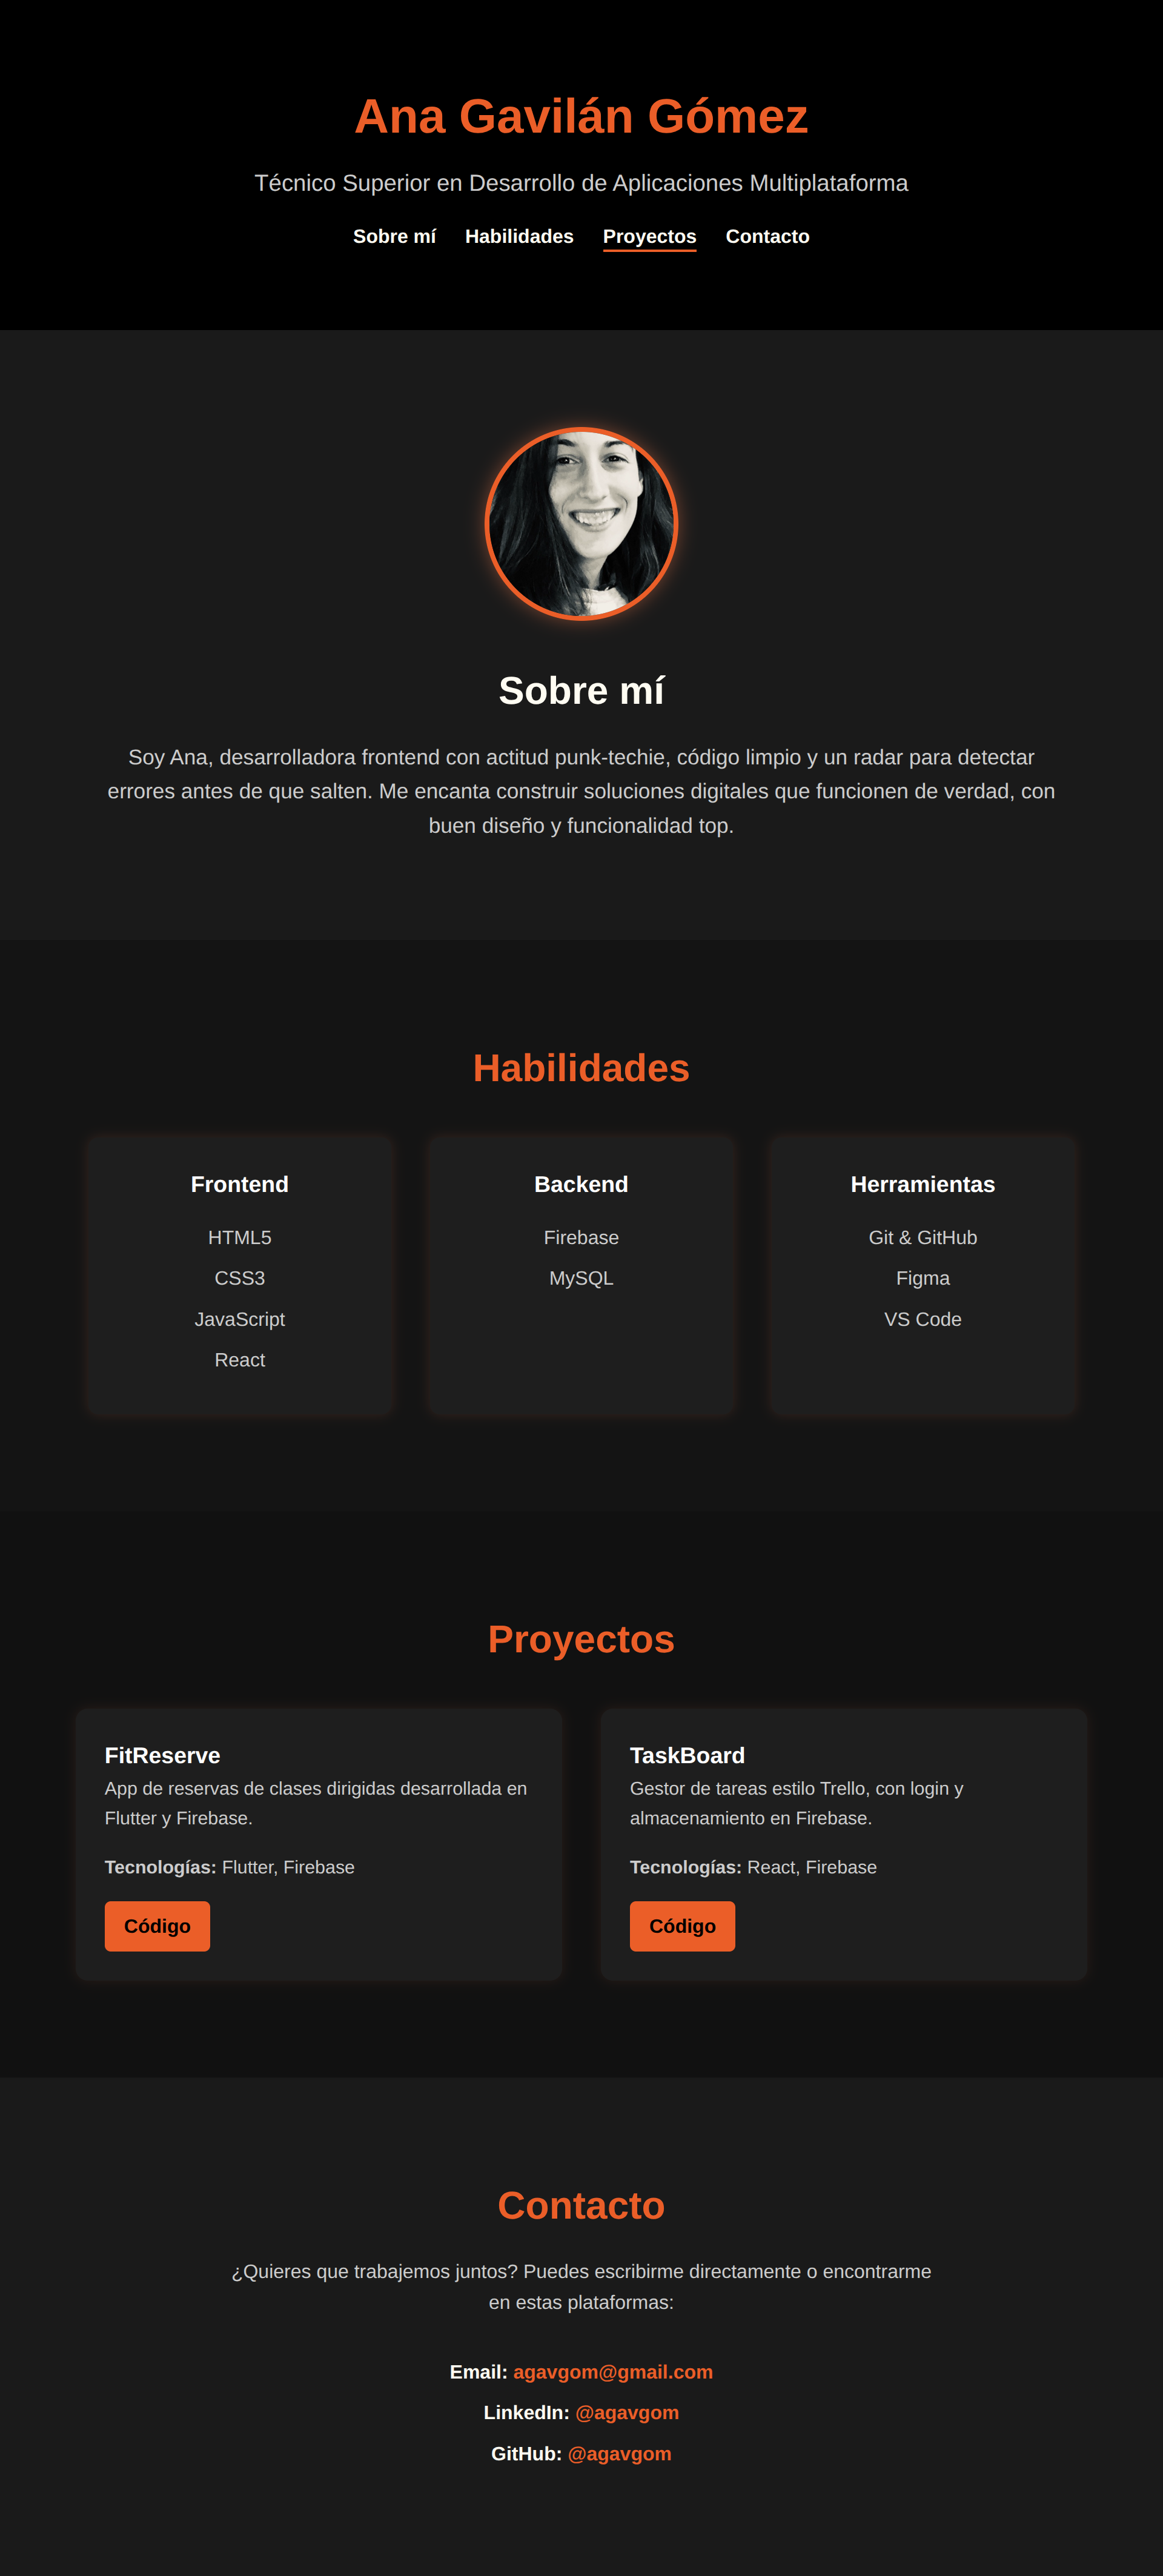 Ana Gavilán Gómez
Técnico Superior en Desarrollo de Aplicaciones Multiplataforma
Sobre mí Habilidades Proyectos Contacto
Sobre mí
Soy Ana, desarrolladora frontend con actitud punk-techie, código limpio y un radar para detectar
errores antes de que salten. Me encanta construir soluciones digitales que funcionen de verdad, con
buen diseño y funcionalidad top.
Habilidades
Frontend
HTML5
CSS3
JavaScript
React
Backend
Firebase
MySQL
Herramientas
Git & GitHub
Figma
VS Code
Proyectos
FitReserve
App de reservas de clases dirigidas desarrollada en
Flutter y Firebase.
Tecnologías: Flutter, Firebase
Código
TaskBoard
Gestor de tareas estilo Trello, con login y
almacenamiento en Firebase.
Tecnologías: React, Firebase
Código
Contacto
¿Quieres que trabajemos juntos? Puedes escribirme directamente o encontrarme
en estas plataformas:
Email: agavgom@gmail.com
LinkedIn: @agavgom
GitHub: @agavgom